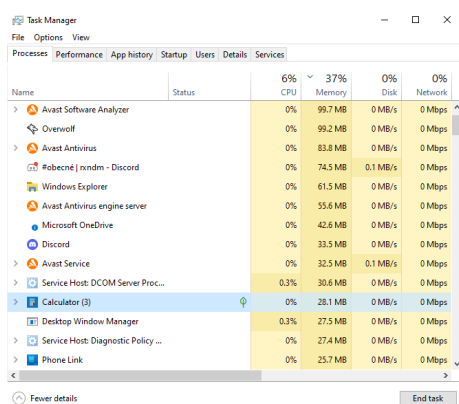 Task Manager
File Options View
Processes Performance App history Startup Users Details Services
6% 37% 0% 0%
Name Status CPU Memory Disk Network
Avast Software Analyzer 0% 99.7 MB 0 MB/s 0 Mbps
Overwolf 0% 99.2 MB 0 MB/s 0 Mbps
Avast Antivirus 0% 83.8 MB 0 MB/s 0 Mbps
#obecné | rxndm - Discord 0% 74.5 MB 0.1 MB/s 0 Mbps
Windows Explorer 0% 61.5 MB 0 MB/s 0 Mbps
Avast Antivirus engine server 0% 55.6 MB 0 MB/s 0 Mbps
Microsoft OneDrive 0% 42.6 MB 0 MB/s 0 Mbps
Discord 0% 33.5 MB 0 MB/s 0 Mbps
Avast Service 0% 32.5 MB 0.1 MB/s 0 Mbps
Service Host: DCOM Server Proc... 0.3% 30.6 MB 0 MB/s 0 Mbps
Calculator (3) 0% 28.1 MB 0 MB/s 0 Mbps
Desktop Window Manager 0.3% 27.5 MB 0 MB/s 0 Mbps
Service Host: Diagnostic Policy ... 0% 27.4 MB 0 MB/s 0 Mbps
Phone Link 0% 25.7 MB 0 MB/s 0 Mbps
Fewer details End task